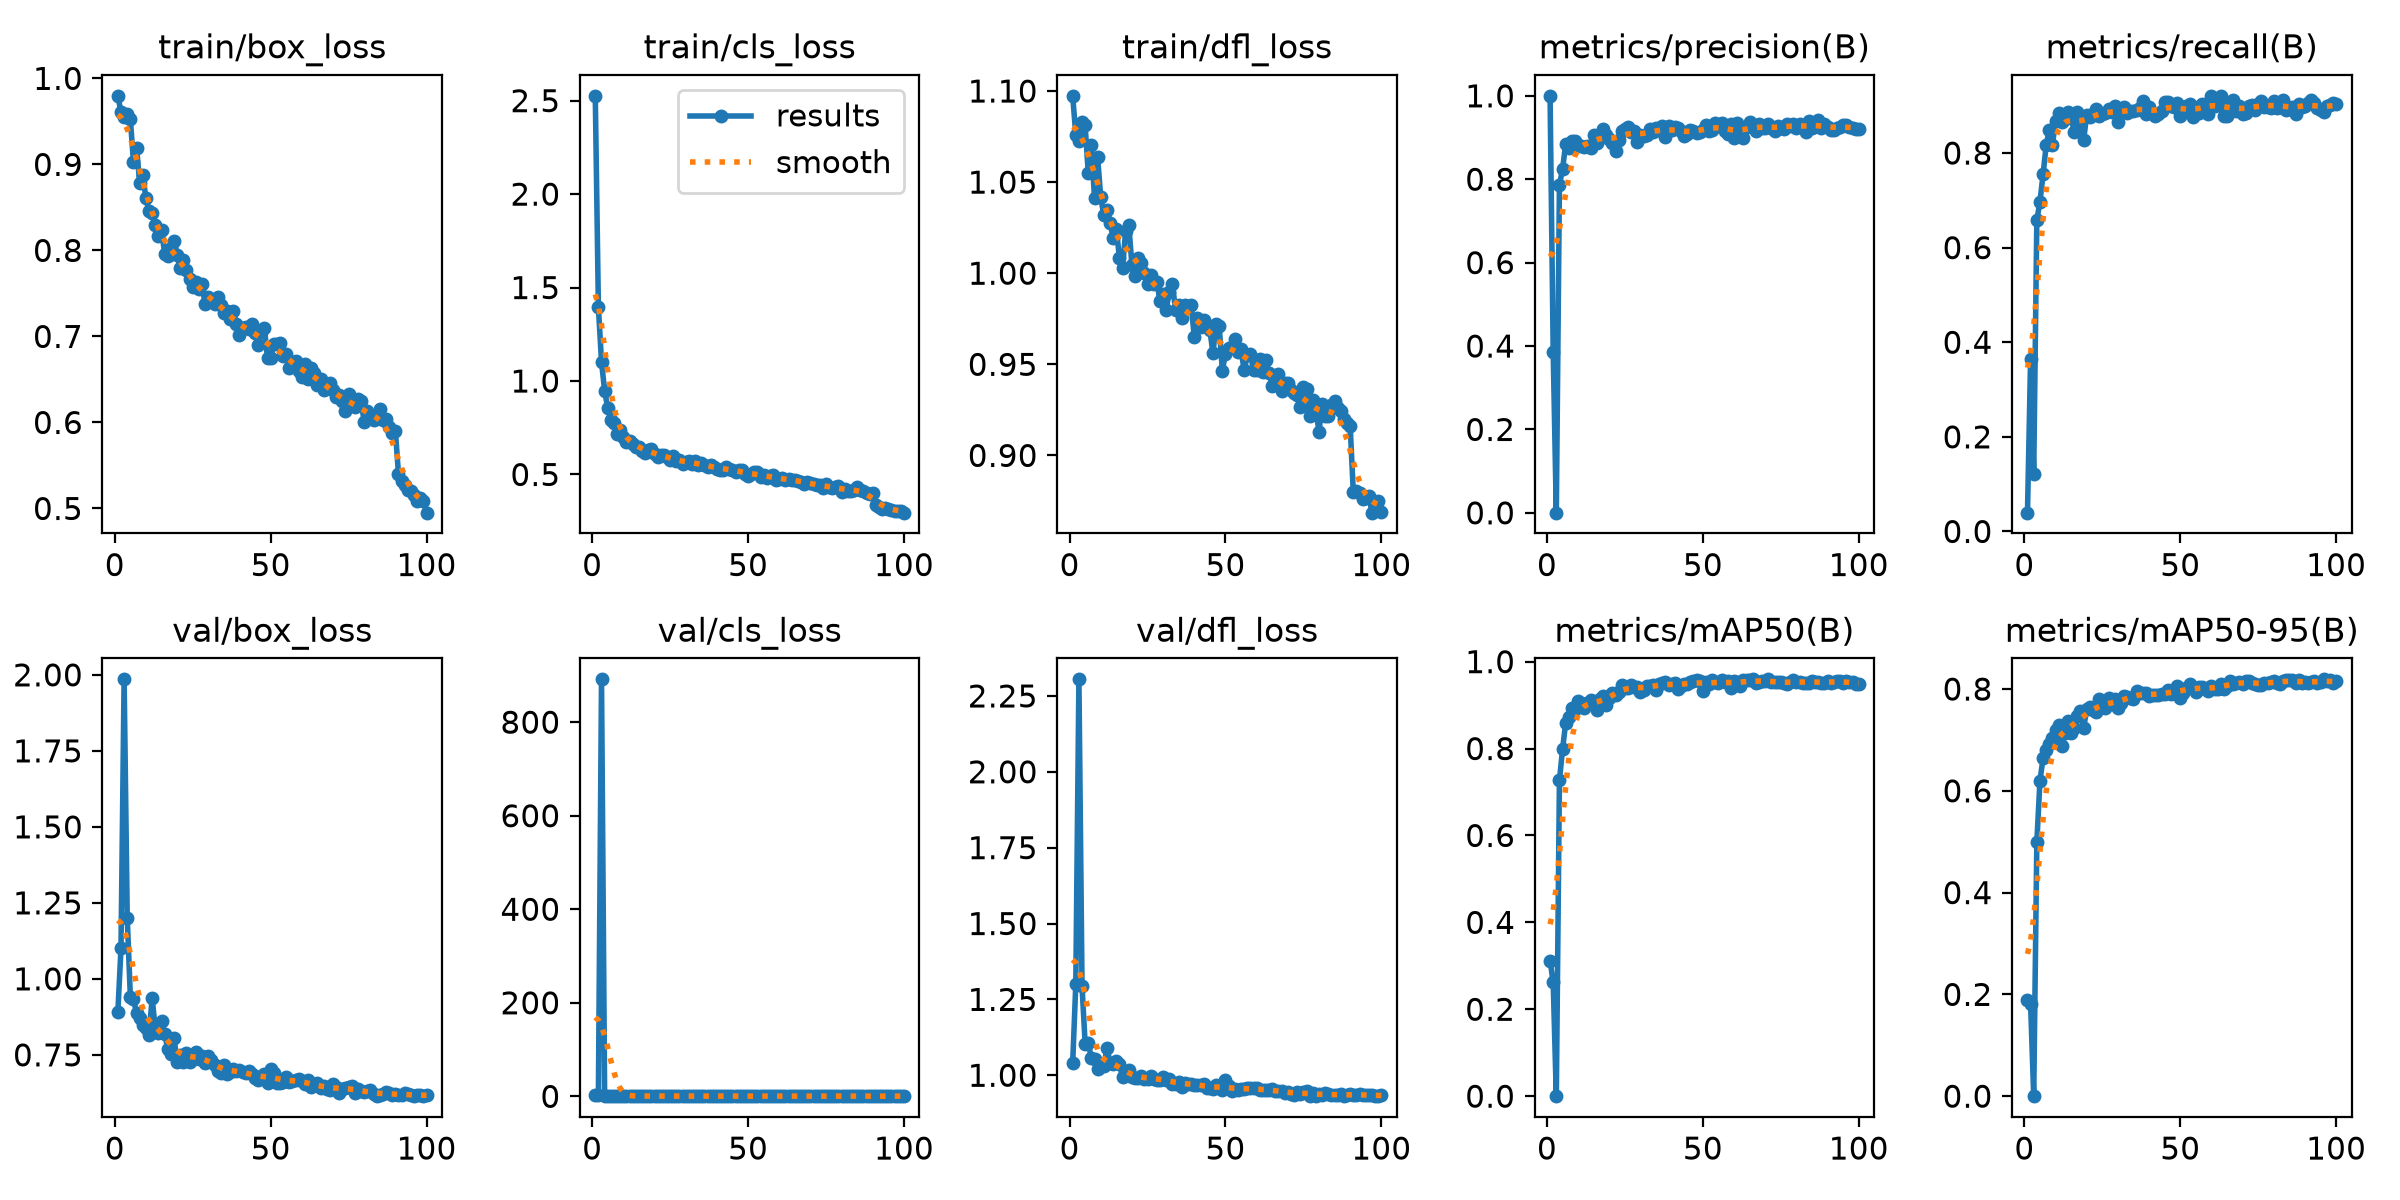 train/box_loss
1.0
0.9
0.8
0.7
0.6
0.5
0 50 100
train/cls_loss
results
smooth
2.5
2.0
1.5
1.0
0.5
0 50 100
train/dfl_loss
1.10
1.05
1.00
0.95
0.90
0 50 100
metrics/precision(B)
1.0
0.8
0.6
0.4
0.2
0.0
0 50 100
metrics/recall(B)
0.8
0.6
0.4
0.2
0.0
0 50 100
val/box_loss
2.00
1.75
1.50
1.25
1.00
0.75
0 50 100
val/cls_loss
800
600
400
200
0
0 50 100
val/dfl_loss
2.25
2.00
1.75
1.50
1.25
1.00
0 50 100
metrics/mAP50(B)
1.0
0.8
0.6
0.4
0.2
0.0
0 50 100
metrics/mAP50-95(B)
0.8
0.6
0.4
0.2
0.0
0 50 100